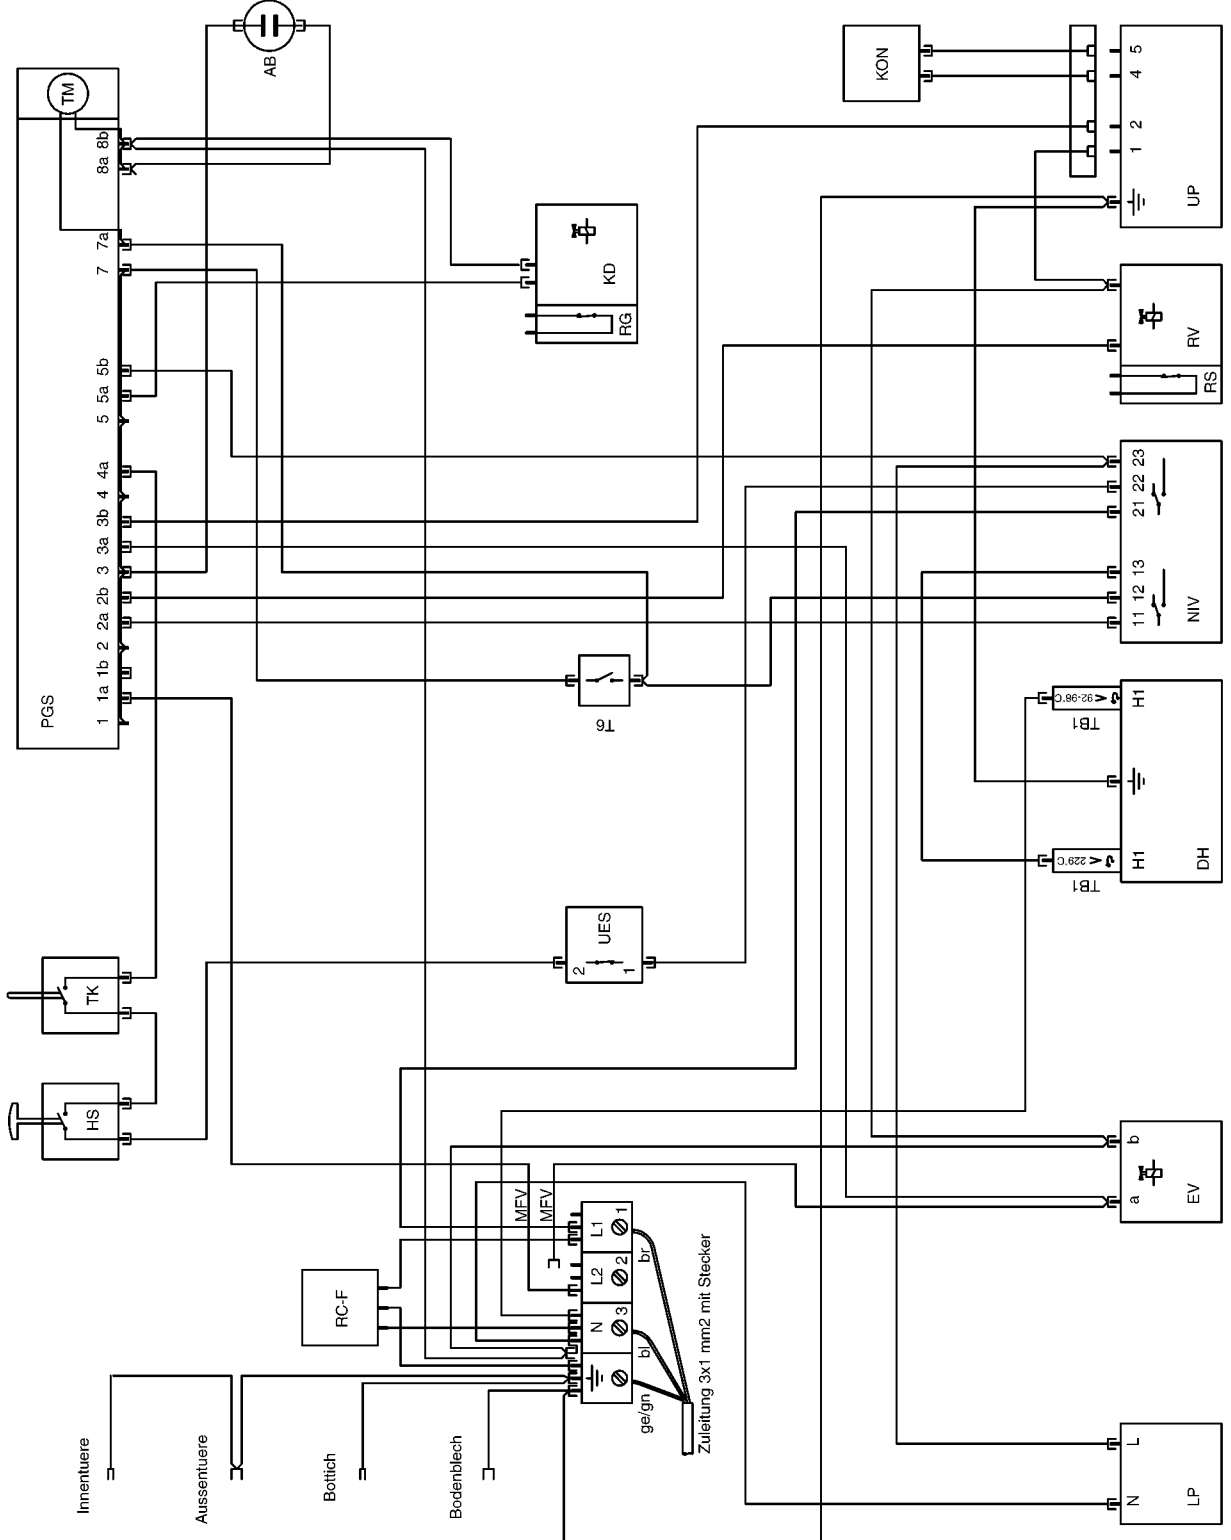 AB
TM
PGS
8a 8b
7 7a
5 5a 5b
4 4a
3 3a 3b
2 2a 2b
1 1a 1b
KON
5
4
2
1
UP
KD
RG
RV
RS
23
22
21
13
12
11
NIV
T6
TB1
92-98°C
H1
TB1
229°C
H1
DH
TK
HS
UES
2
1
MFV
MFV
b
a
EV
RC-F
L1 1
L2 2
N 3
br
bl
ge/gn
Zuleitung 3x1 mm2 mit Stecker
Innentuere
Aussentuere
Bottich
Bodenblech
L
N
LP